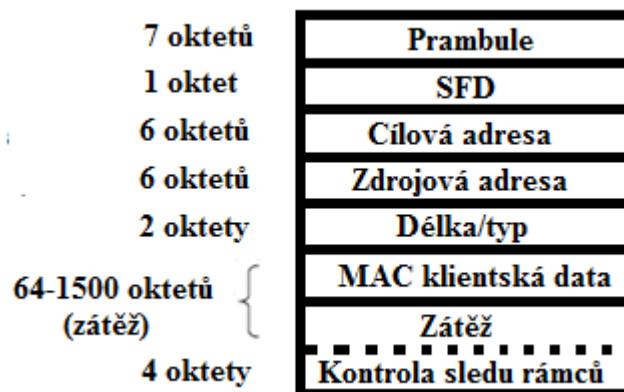 7 oktetů Prambule
1 oktet SFD
6 oktetů Cílová adresa
6 oktetů Zdrojová adresa
2 oktety Délka/typ
64-1500 oktetů MAC klientská data
(zátěž) Zátěž
4 oktety Kontrola sledu rámců